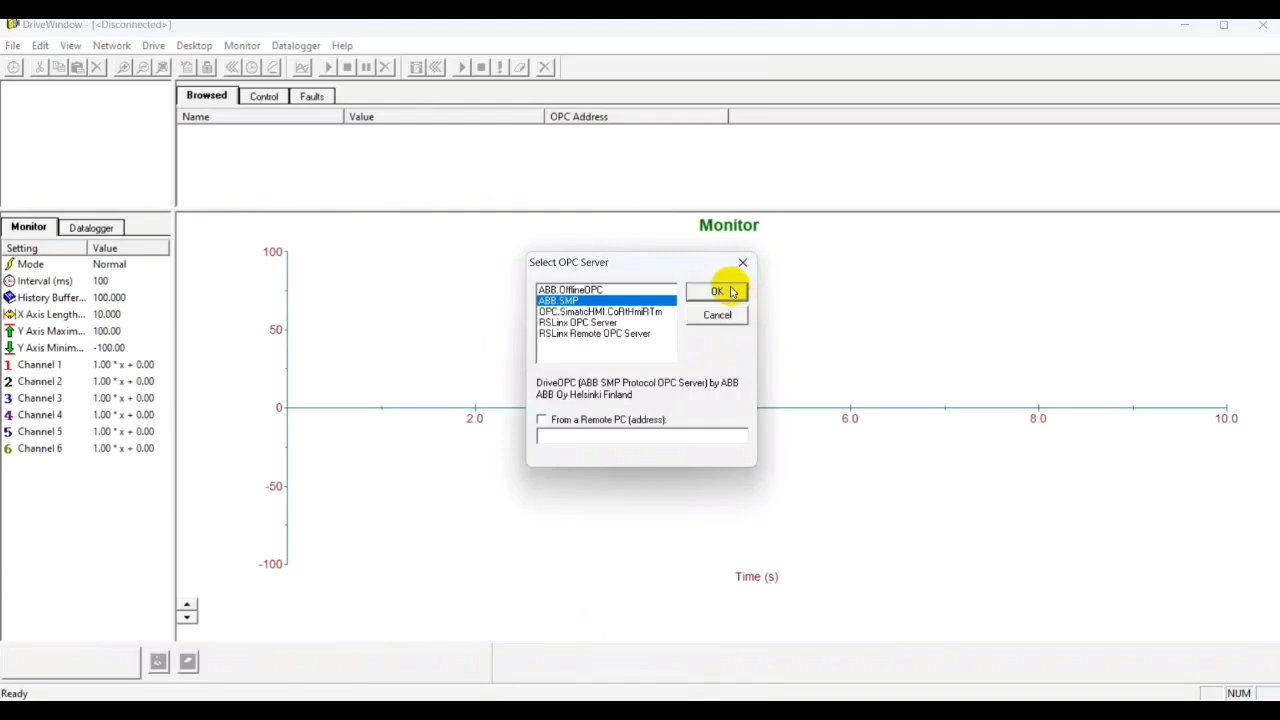 DriveWindow - [<Disconnected>]
File Edit View Network Drive Desktop Monitor Datalogger Help
Browsed Control Faults
Name Value OPC Address
Monitor Datalogger
Setting Value
Mode Normal
Interval (ms) 100
History Buffer... 100.000
X Axis Length... 10.000
Y Axis Maxim... 100.00
Y Axis Minim... -100.00
1 Channel 1 1.00 * x + 0.00
2 Channel 2 1.00 * x + 0.00
3 Channel 3 1.00 * x + 0.00
4 Channel 4 1.00 * x + 0.00
5 Channel 5 1.00 * x + 0.00
6 Channel 6 1.00 * x + 0.00
Monitor
100
50
0
-50
-100
2.0 6.0 8.0 10.0
Time (s)
Select OPC Server
ABB.OfflineOPC
ABB.SMP
OPC.SimaticHMI.CoRtHmiRTm
RSLinx OPC Server
RSLinx Remote OPC Server
OK
Cancel
DriveOPC (ABB SMP Protocol OPC Server) by ABB
ABB Oy Helsinki Finland
From a Remote PC (address):
Ready NUM